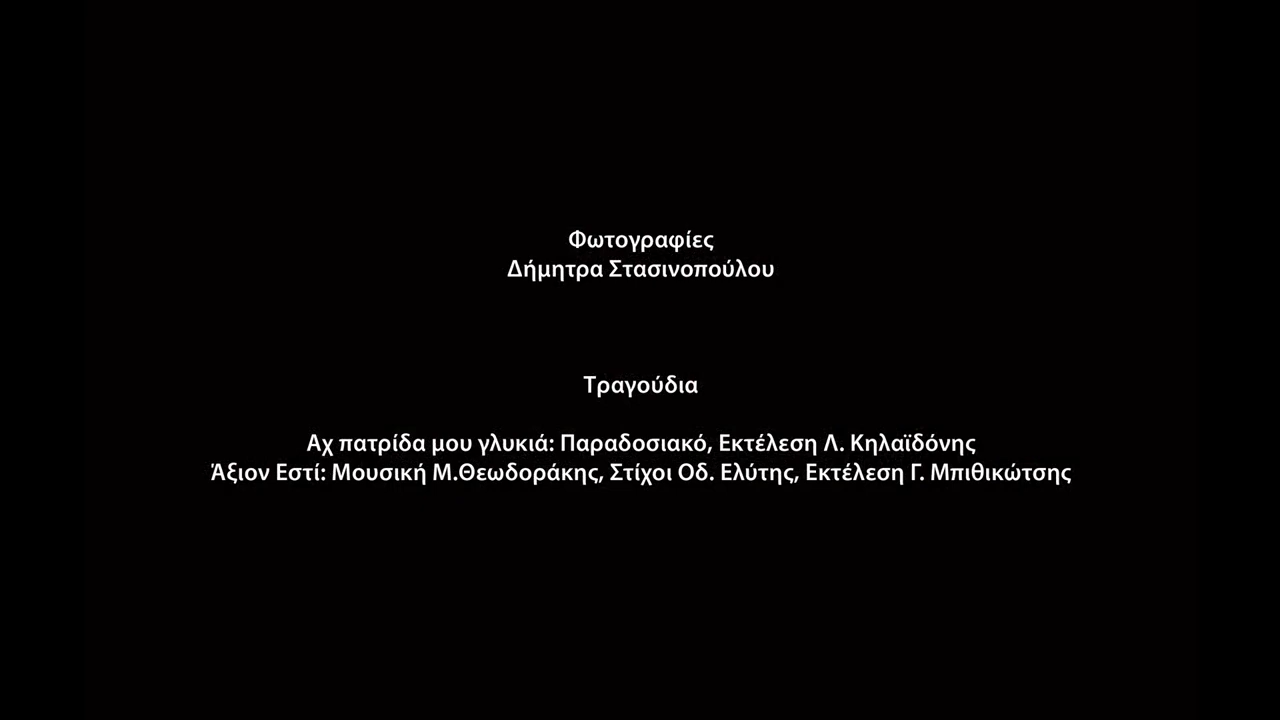 Φωτογραφίες
Δήμητρα Στασινοπούλου
Τραγούδια
Αχ πατρίδα μου γλυκιά: Παραδοσιακό, Εκτέλεση Λ. Κηλαϊδόνης
Άξιον Εστί: Μουσική Μ.Θεωδοράκης, Στίχοι Οδ. Ελύτης, Εκτέλεση Γ. Μπιθικώτσης